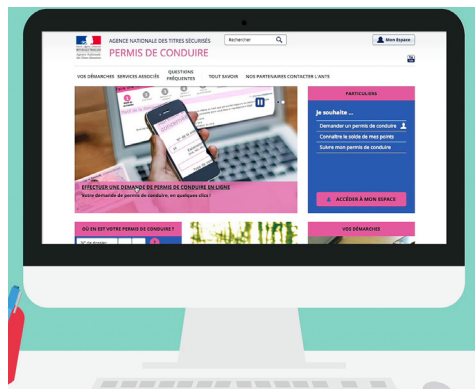 AGENCE NATIONALE DES TITRES SÉCURISÉS
PERMIS DE CONDUIRE
Rechercher
Mon Espace
VOS DÉMARCHES SERVICES ASSOCIÉS QUESTIONS FRÉQUENTES TOUT SAVOIR NOS PARTENAIRES CONTACTER L'ANTS
EFFECTUER UNE DEMANDE DE PERMIS DE CONDUIRE EN LIGNE
Votre demande de permis de conduire, en quelques clics !
PARTICULIERS
Je souhaite ...
Demander un permis de conduire
Connaître le solde de mes points
Suivre mon permis de conduire
ACCÉDER À MON ESPACE
OÙ EN EST VOTRE PERMIS DE CONDUIRE ?
VOS DÉMARCHES